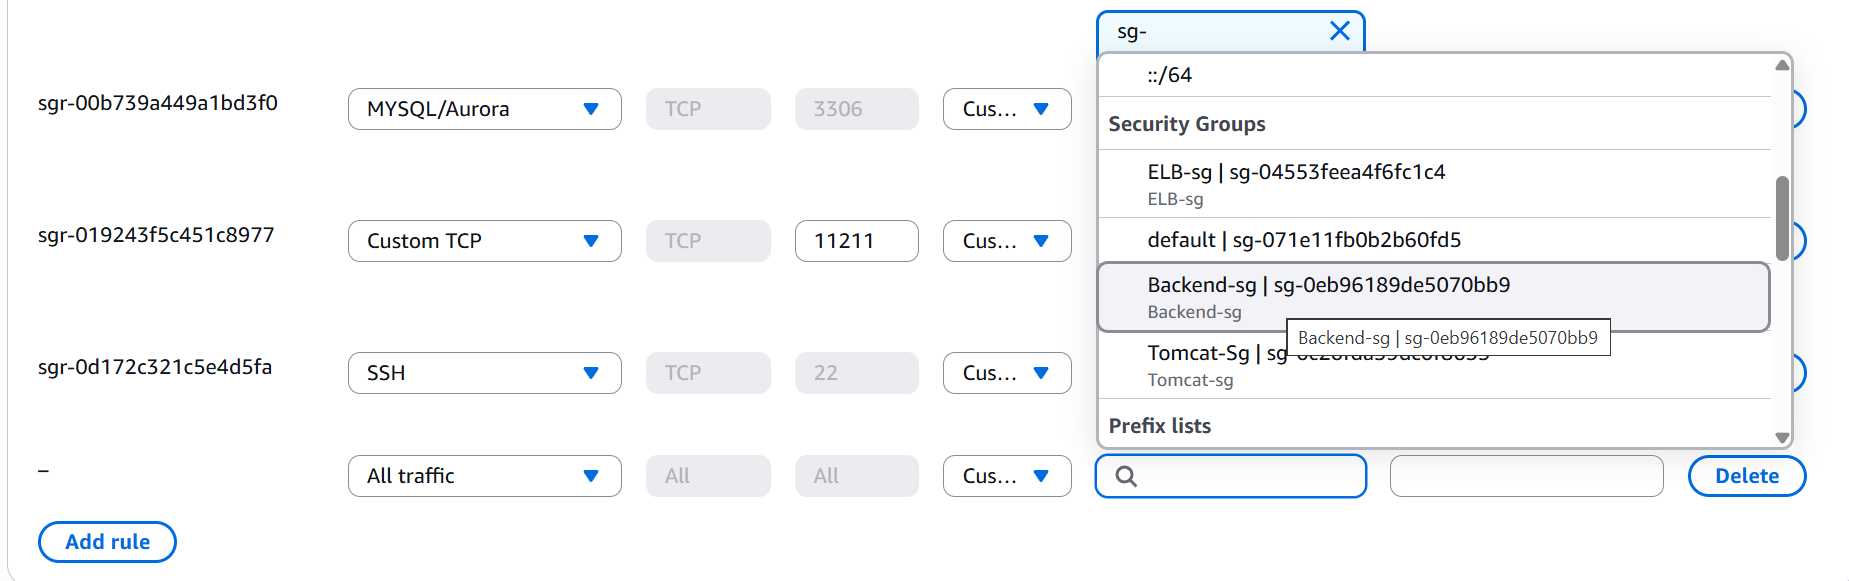 sg-
::/64
sgr-00b739a449a1bd3f0
MYSQL/Aurora
TCP
3306
Cus...
Security Groups
ELB-sg | sg-04553feea4f6fc1c4
ELB-sg
sgr-019243f5c451c8977
Custom TCP
TCP
11211
Cus...
default | sg-071e11fb0b2b60fd5
Backend-sg | sg-0eb96189de5070bb9
Backend-sg
Backend-sg | sg-0eb96189de5070bb9
sgr-0d172c321c5e4d5fa
SSH
TCP
22
Cus...
Tomcat-Sg | sg-
Tomcat-sg
Prefix lists
–
All traffic
All
All
Cus...
Delete
Add rule